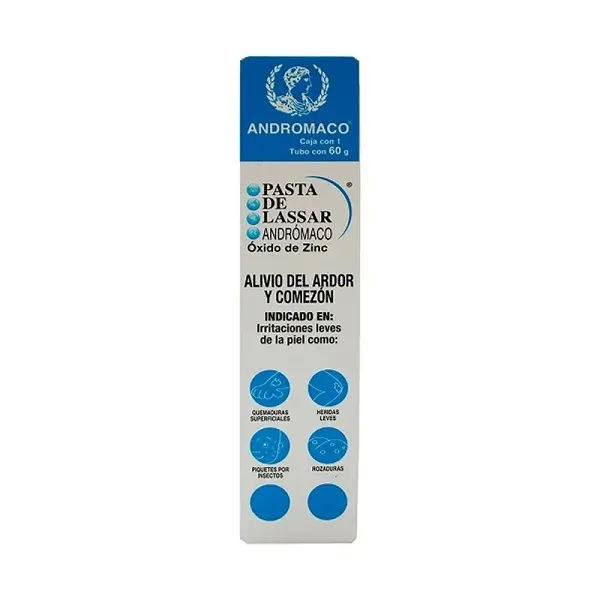 ANDROMACO®
Caja con 1
Tubo con 60 g
PASTA ®
DE
LASSAR
ANDRÓMACO
Óxido de Zinc
ALIVIO DEL ARDOR
Y COMEZÓN
INDICADO EN:
Irritaciones leves
de la piel como:
QUEMADURAS
SUPERFICIALES
HERIDAS
LEVES
PIQUETES POR
INSECTOS
ROZADURAS